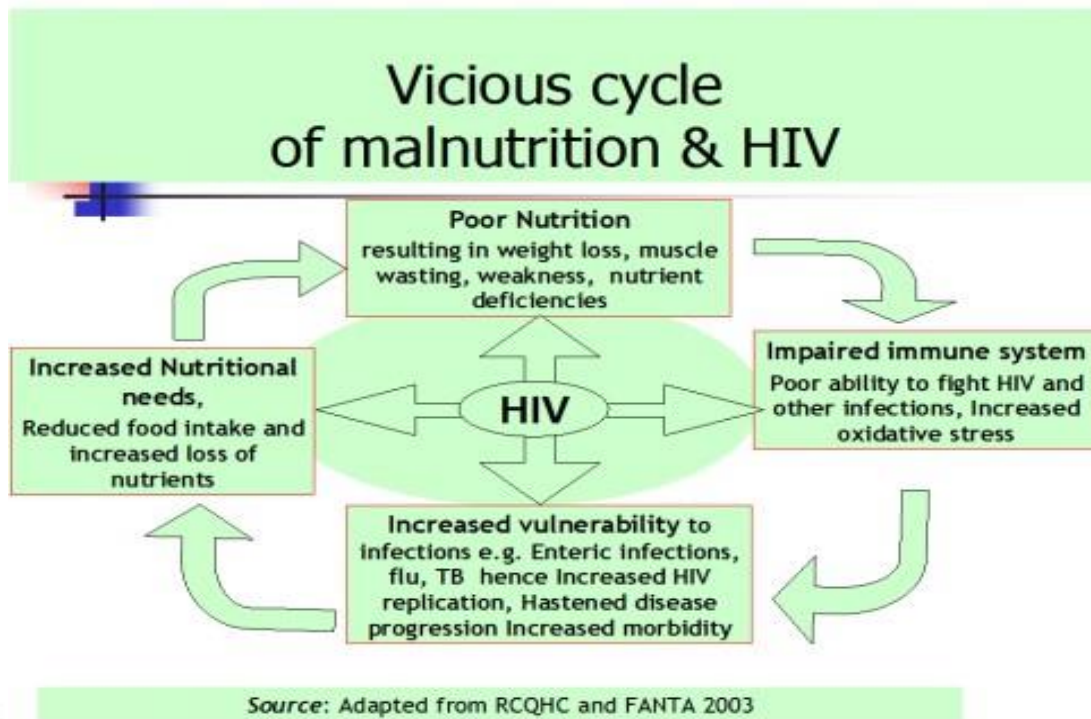 Vicious cycle
of malnutrition & HIV
Poor Nutrition
resulting in weight loss, muscle
wasting, weakness, nutrient
deficiencies
Impaired immune system
Poor ability to fight HIV and
other infections, Increased
oxidative stress
Increased Nutritional
needs,
Reduced food intake and
increased loss of
nutrients
HIV
Increased vulnerability to
infections e.g. Enteric infections,
flu, TB hence Increased HIV
replication, Hastened disease
progression Increased morbidity
Source: Adapted from RCQHC and FANTA 2003